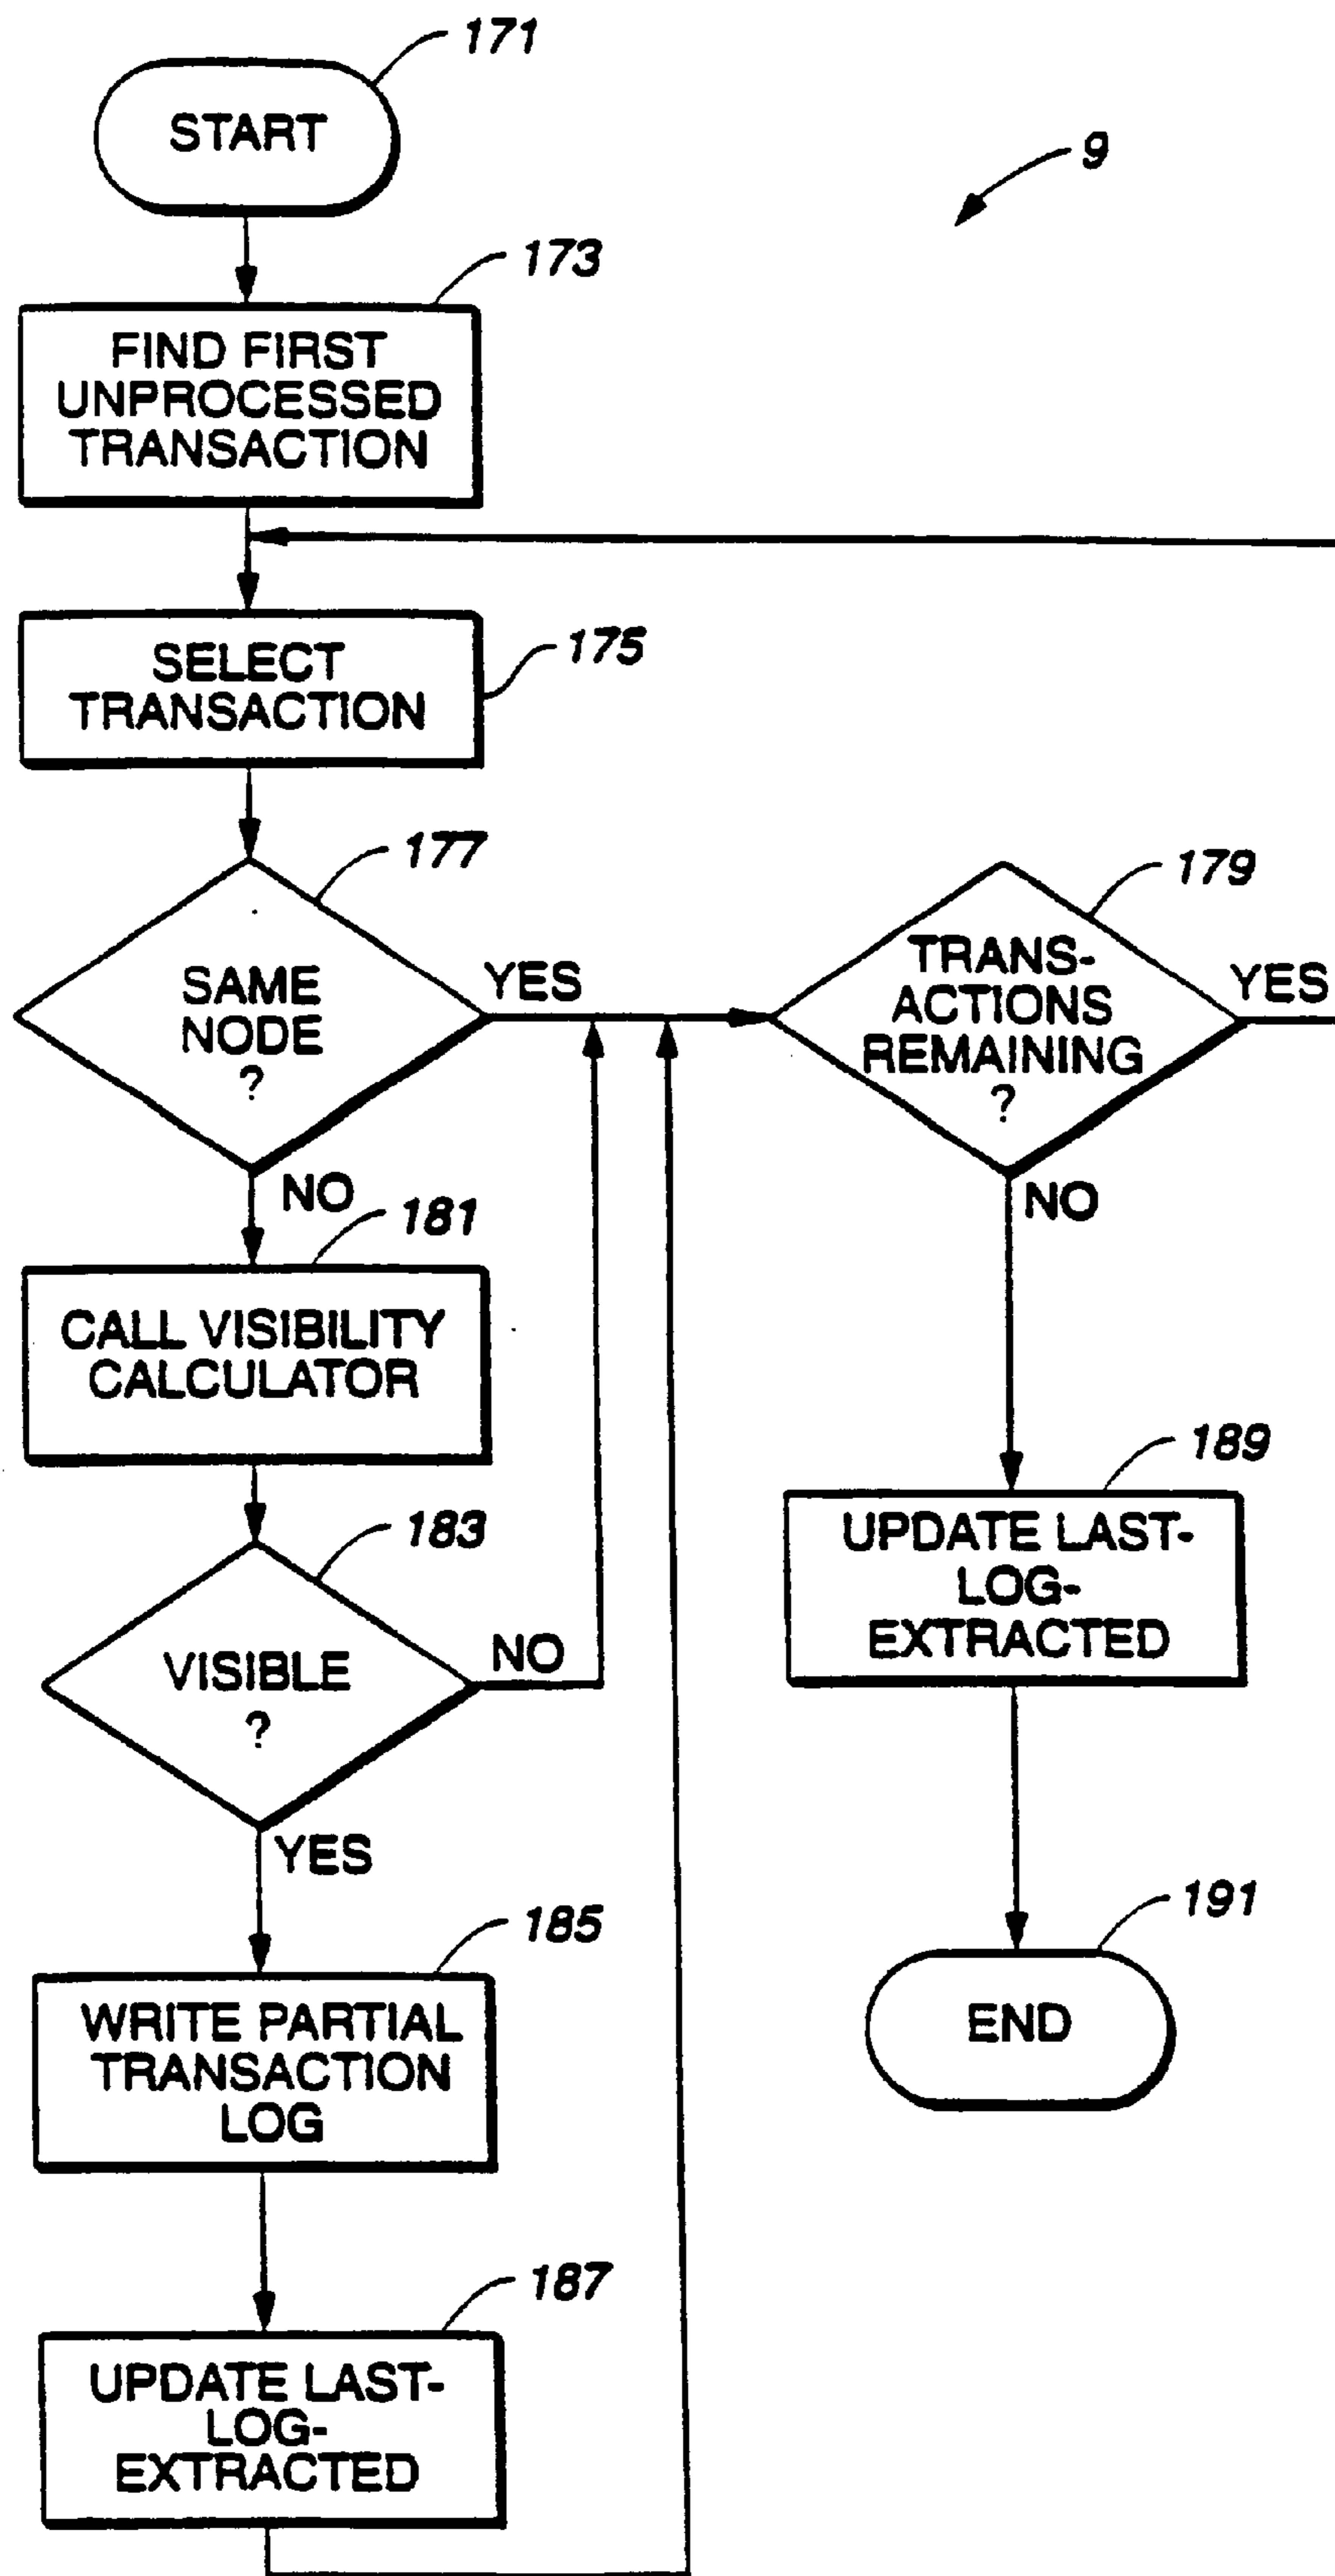 171
START
9
173
FIND FIRST
UNPROCESSED
TRANSACTION
SELECT
TRANSACTION
175
177
SAME
NODE
?
YES
NO
179
TRANS-
ACTIONS
REMAINING
?
YES
NO
181
CALL VISIBILITY
CALCULATOR
183
VISIBLE
?
NO
YES
189
UPDATE LAST-
LOG-
EXTRACTED
185
WRITE PARTIAL
TRANSACTION
LOG
191
END
187
UPDATE LAST-
LOG-
EXTRACTED